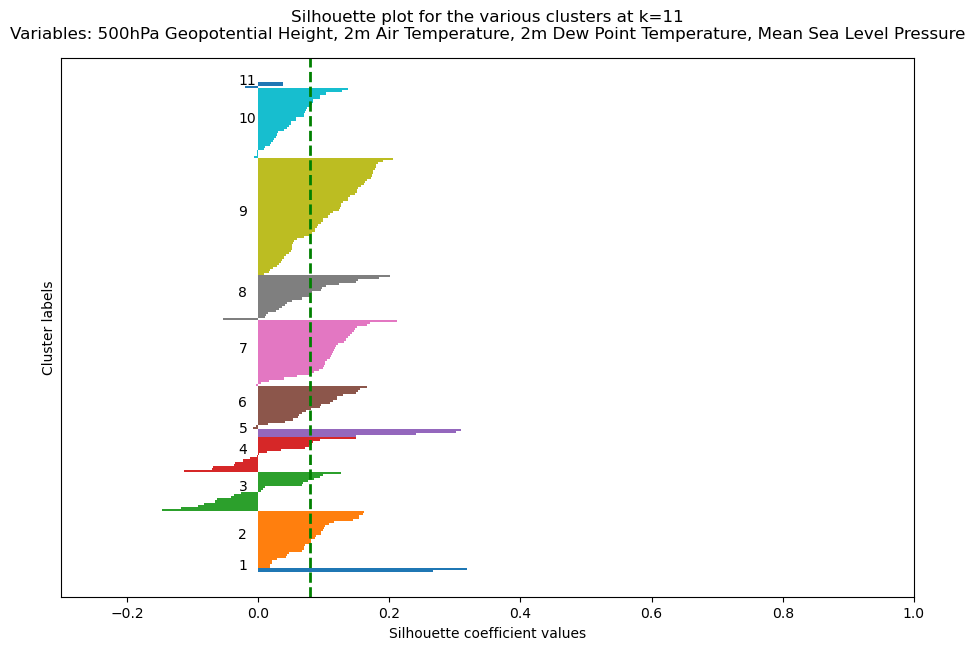 Silhouette plot for the various clusters at k=11
Variables: 500hPa Geopotential Height, 2m Air Temperature, 2m Dew Point Temperature, Mean Sea Level Pressure
11
10
9
8
7
6
5
4
3
2
1
Cluster labels
−0.2 0.0 0.2 0.4 0.6 0.8 1.0
Silhouette coefficient values